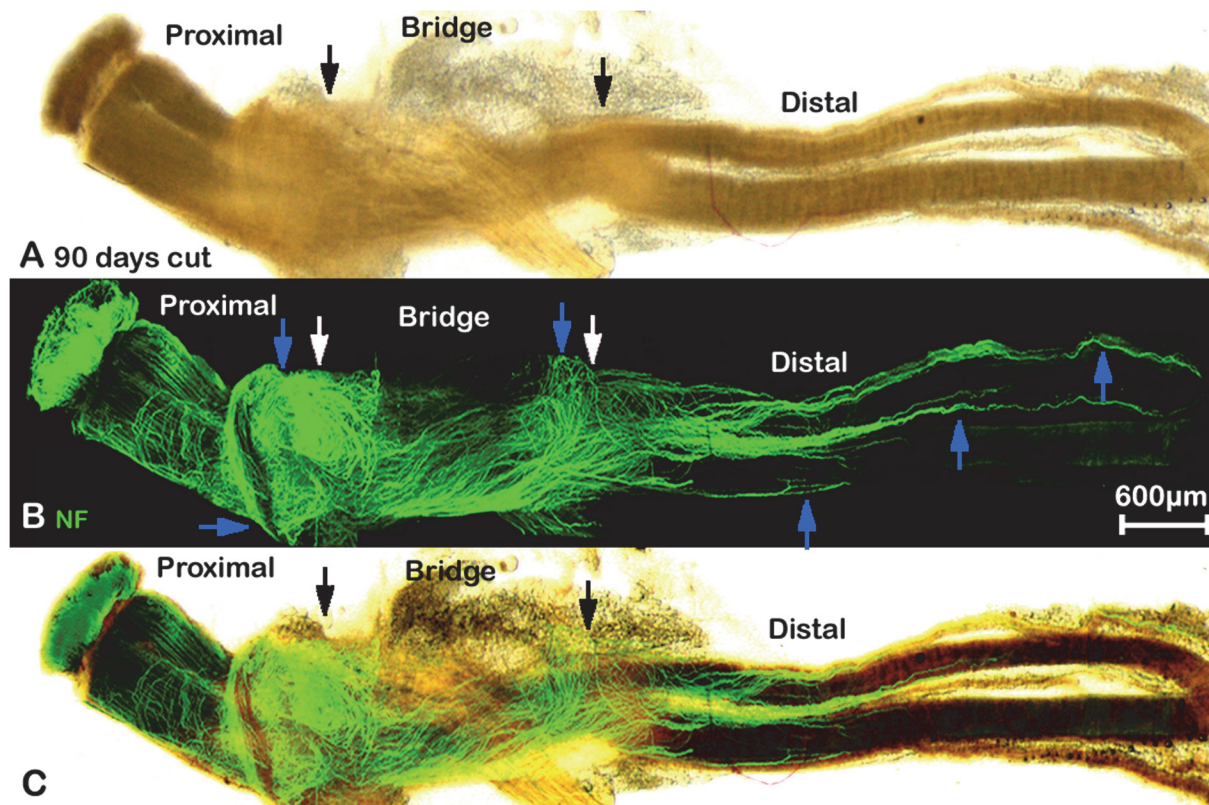 Proximal
Bridge
Distal
A 90 days cut
Proximal
Bridge
Distal
600µm
B NF
Proximal
Bridge
Distal
C